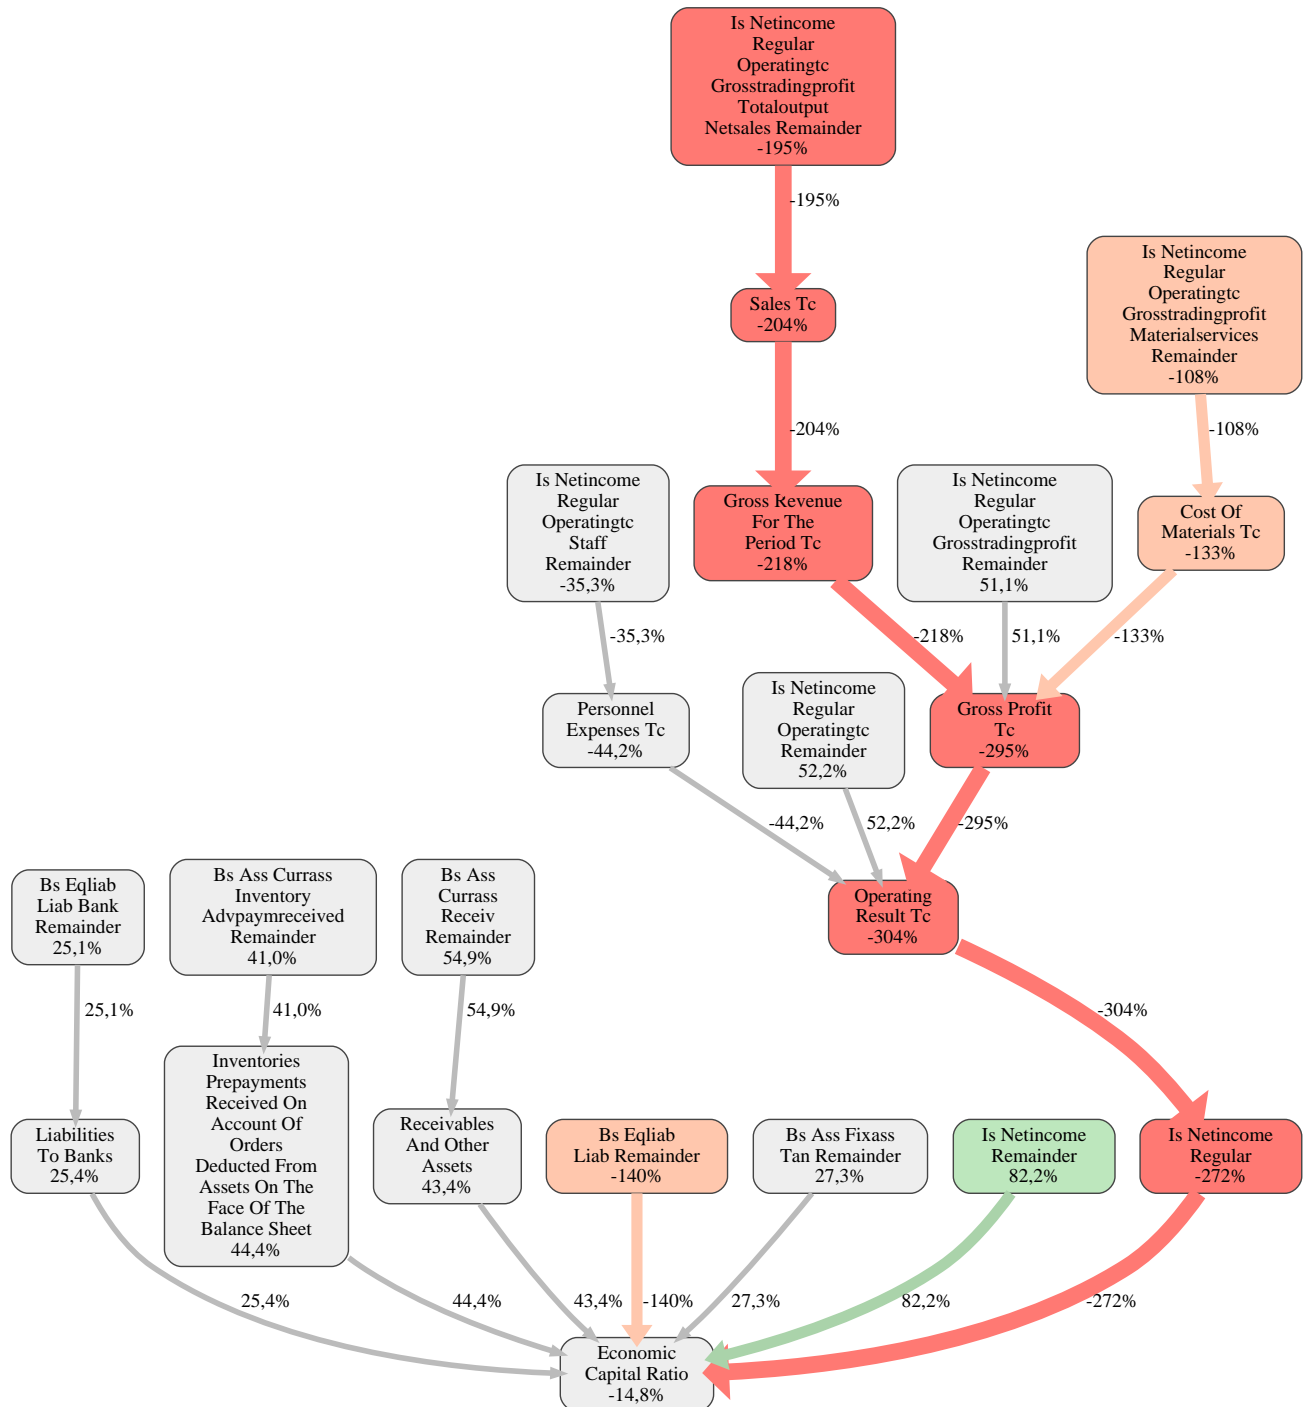 Is Netincome
Regular
Operatingtc
Grosstradingprofit
Totaloutput
Netsales Remainder
-195%
-195%
Sales Tc
-204%
-204%
Is Netincome
Regular
Operatingtc
Grosstradingprofit
Materialservices
Remainder
-108%
-108%
Is Netincome
Regular
Operatingtc
Staff
Remainder
-35,3%
-35,3%
Gross Revenue
For The
Period Tc
-218%
-218%
Is Netincome
Regular
Operatingtc
Grosstradingprofit
Remainder
51,1%
51,1%
Cost Of
Materials Tc
-133%
-133%
Personnel
Expenses Tc
-44,2%
-44,2%
Is Netincome
Regular
Operatingtc
Remainder
52,2%
52,2%
Gross Profit
Tc
-295%
-295%
Operating
Result Tc
-304%
-304%
Bs Eqliab
Liab Bank
Remainder
25,1%
25,1%
Bs Ass Currass
Inventory
Advpaymreceived
Remainder
41,0%
41,0%
Bs Ass
Currass
Receiv
Remainder
54,9%
54,9%
Liabilities
To Banks
25,4%
25,4%
Inventories
Prepayments
Received On
Account Of
Orders
Deducted From
Assets On The
Face Of The
Balance Sheet
44,4%
44,4%
Receivables
And Other
Assets
43,4%
43,4%
Bs Eqliab
Liab Remainder
-140%
-140%
Bs Ass Fixass
Tan Remainder
27,3%
27,3%
Is Netincome
Remainder
82,2%
82,2%
Is Netincome
Regular
-272%
-272%
Economic
Capital Ratio
-14,8%